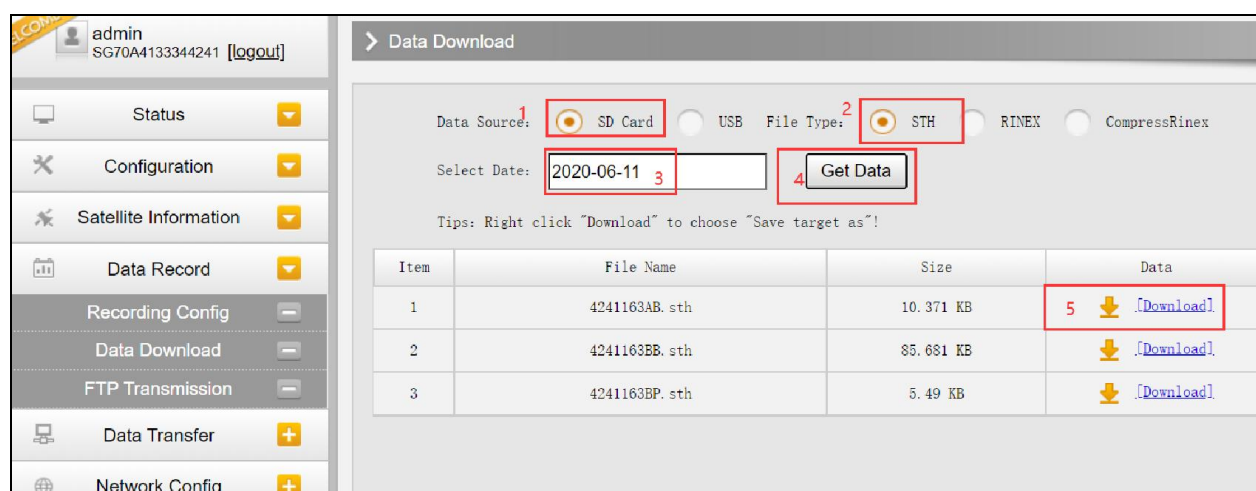 ELCOME
admin
SG70A4133344241 [logout]
Data Download
Status
Configuration
Satellite Information
Data Record
Recording Config
Data Download
FTP Transmission
Data Transfer
Network Config
1 2
Data Source: SD Card USB File Type: STH RINEX CompressRinex
Select Date: 2020-06-11 3 4 Get Data
Tips: Right click "Download" to choose "Save target as"!
Item File Name Size Data
1 4241163AB.sth 10.371 KB 5 [Download]
2 4241163BB.sth 85.681 KB [Download]
3 4241163BP.sth 5.49 KB [Download]